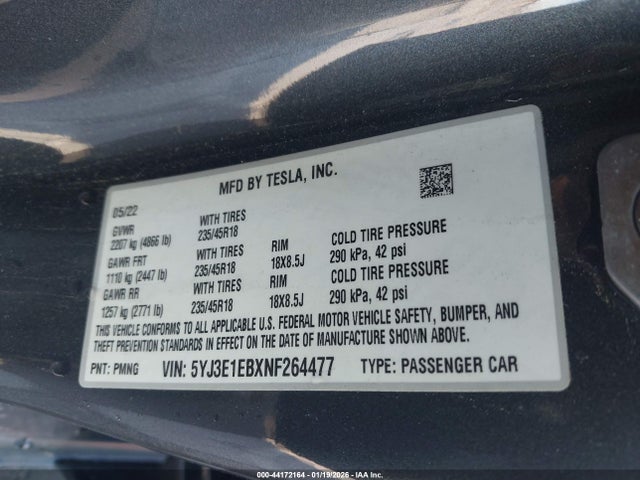 MFD BY TESLA, INC.
05/22
GVWR WITH TIRES
2207 kg (4866 lb) 235/45R18 RIM COLD TIRE PRESSURE
GAWR FRT WITH TIRES 18X8.5J 290 kPa, 42 psi
1110 kg (2447 lb) 235/45R18 RIM COLD TIRE PRESSURE
GAWR RR WITH TIRES 18X8.5J 290 kPa, 42 psi
1257 kg (2771 lb) 235/45R18
THIS VEHICLE CONFORMS TO ALL APPLICABLE U.S. FEDERAL MOTOR VEHICLE SAFETY, BUMPER, AND
THEFT PREVENTION STANDARDS IN EFFECT ON THE DATE OF MANUFACTURE SHOWN ABOVE.
PNT: PMNG VIN: 5YJ3E1EBXNF264477 TYPE: PASSENGER CAR
000-44172164 - 01/19/2026 - IAA Inc.